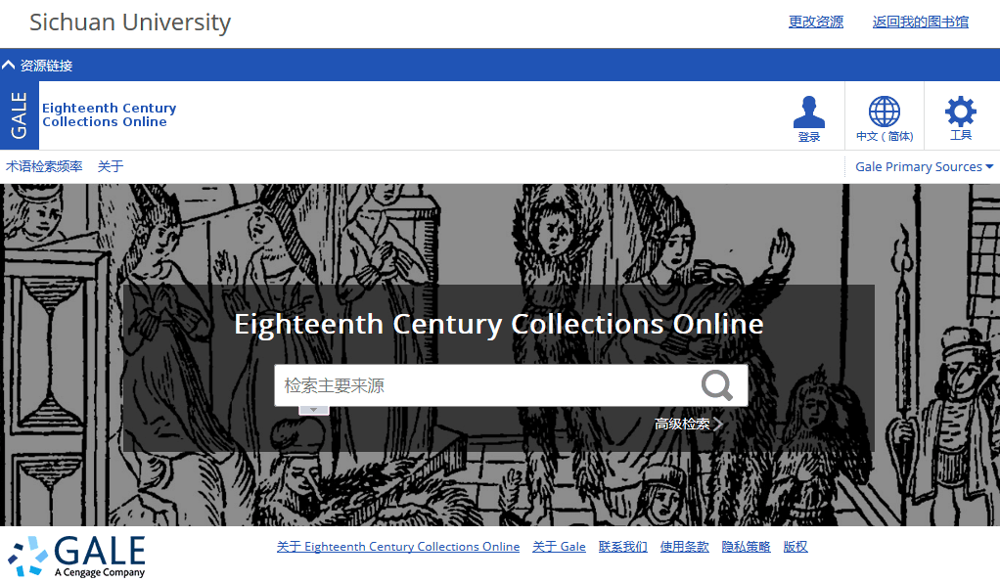 Sichuan University
更改资源 返回我的图书馆
资源链接
GALE
Eighteenth Century
Collections Online
登录
中文 ( 简体)
工具
术语检索频率 关于
Gale Primary Sources
Eighteenth Century Collections Online
检索主要来源
高级检索
GALE
A Cengage Company
关于 Eighteenth Century Collections Online 关于 Gale 联系我们 使用条款 隐私策略 版权